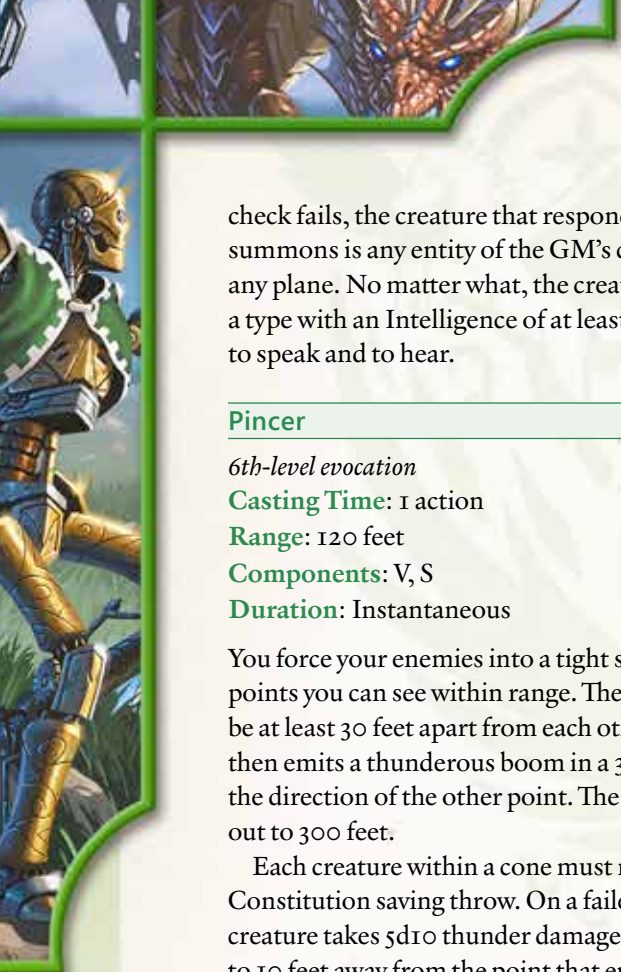 check fails, the creature that
summons is any entity of the GM’s
any plane. No matter what, the
a type with an Intelligence of at least
to speak and to hear.
Pincer
6th-level evocation
Casting Time: 1 action
Range: 120 feet
Components: V, S
Duration: Instantaneous
You force your enemies into a tight
points you can see within range. The
be at least 30 feet apart from each
then emits a thunderous boom in a
the direction of the other point. The
out to 300 feet.
Each creature within a cone must
Constitution saving throw. On a
creature takes 5d10 thunder damage
to 10 feet away from the point that